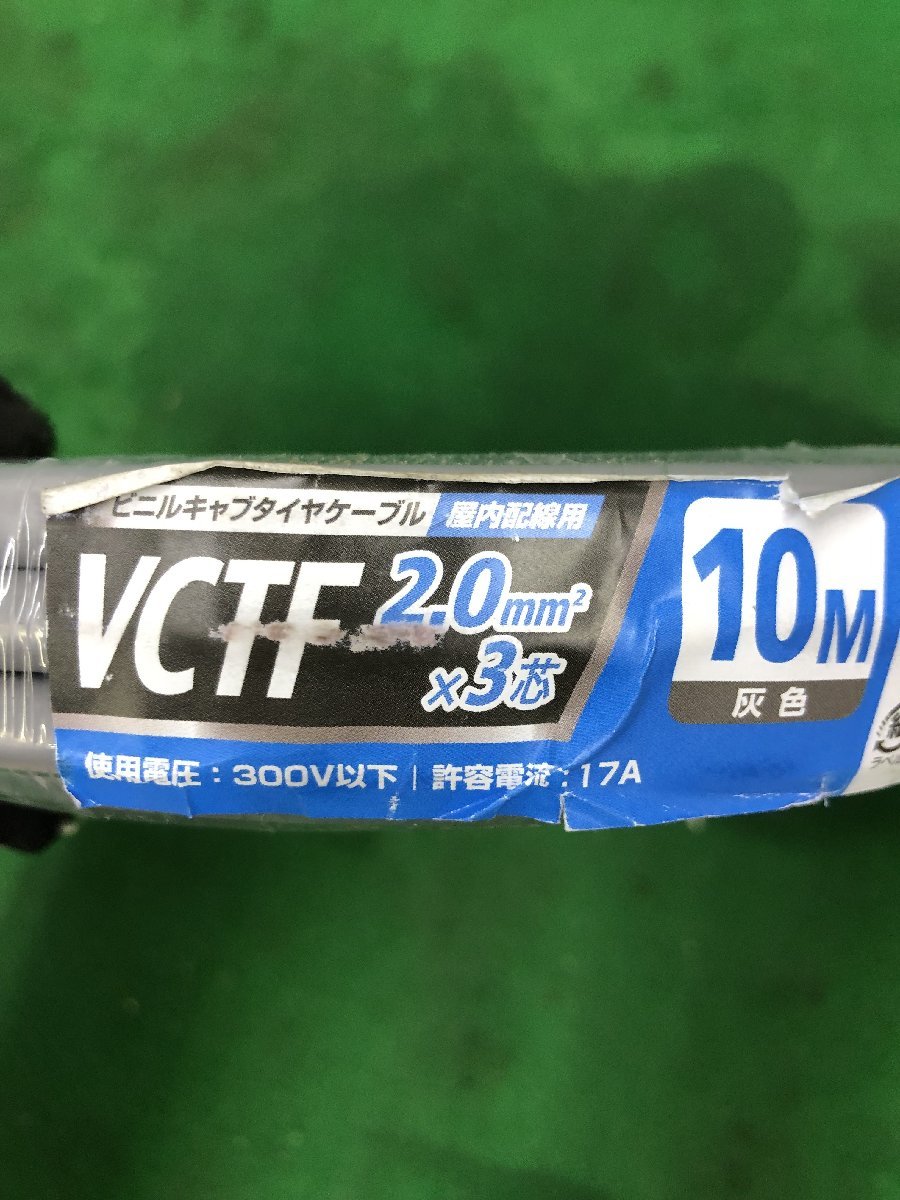 ビニルキャブタイヤケーブル 屋内配線用
VCTF 2.0mm²
×3芯
10M
灰色
使用電圧：300V以下｜許容電流：17A